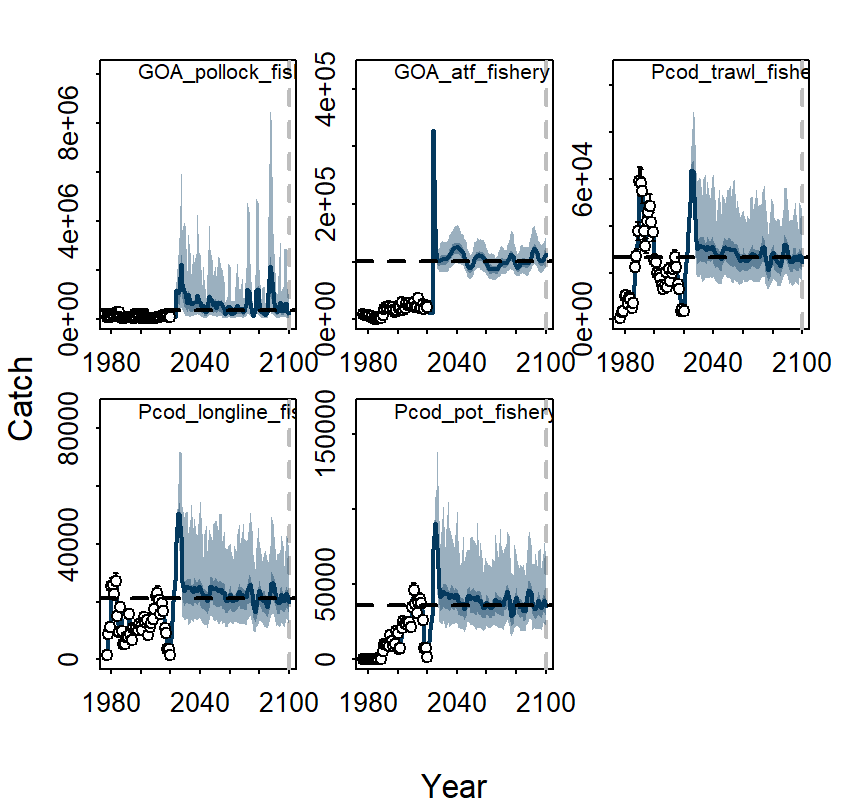 GOA_pollock_fisl
GOA_atf_fishery
Pcod_trawl_fishe
0e+00 4e+06 8e+06
0e+00 2e+05 4e+05
0e+00 6e+04
1980 2040 2100
1980 2040 2100
1980 2040 2100
Catch
Pcod_longline_fis
Pcod_pot_fishery
0 40000 80000
0 50000 150000
1980 2040 2100
1980 2040 2100
Year